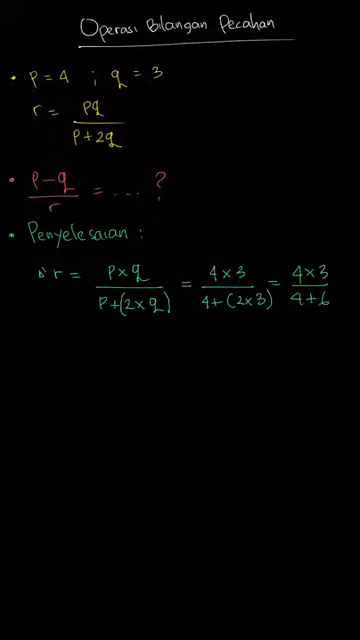 Operasi Bilangan Pecahan
• P = 4 ; q = 3
r = pq / p + 2q
• P - q / r = .... ?
• Penyelesaian :
r = P x q / P + (2 x q) = 4 x 3 / 4 + (2 x 3) = 4 x 3 / 4 + 6